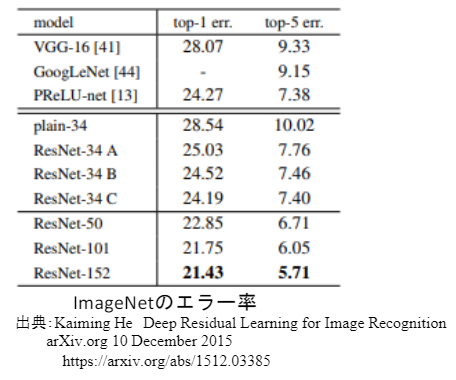 model top-1 err. top-5 err.
VGG-16 [41] 28.07 9.33
GoogLeNet [44] - 9.15
PReLU-net [13] 24.27 7.38
plain-34 28.54 10.02
ResNet-34 A 25.03 7.76
ResNet-34 B 24.52 7.46
ResNet-34 C 24.19 7.40
ResNet-50 22.85 6.71
ResNet-101 21.75 6.05
ResNet-152 21.43 5.71
ImageNetのエラー率
出典:Kaiming He Deep Residual Learning for Image Recognition
arXiv.org 10 December 2015
https://arxiv.org/abs/1512.03385